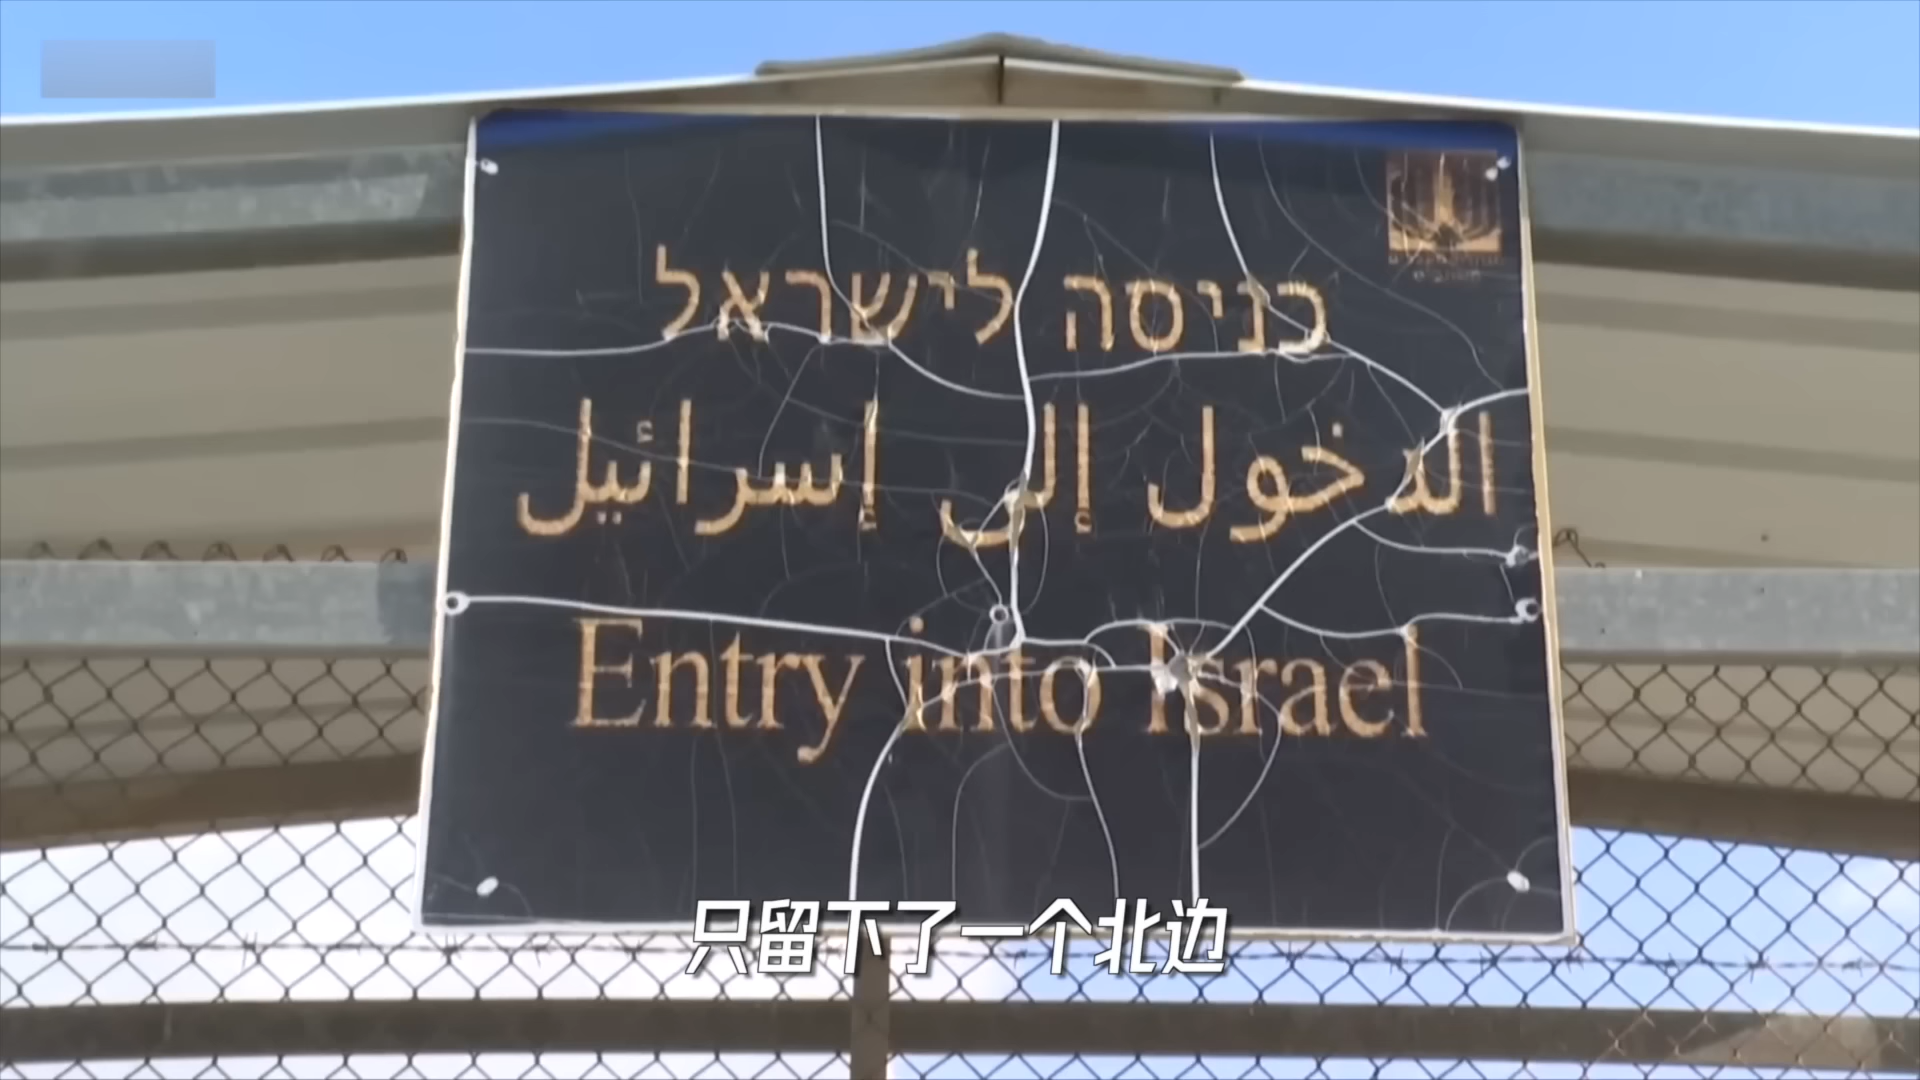 כניסה לישראל
الدخول إلى إسرائيل
Entry into Israel
只留下了一个北边